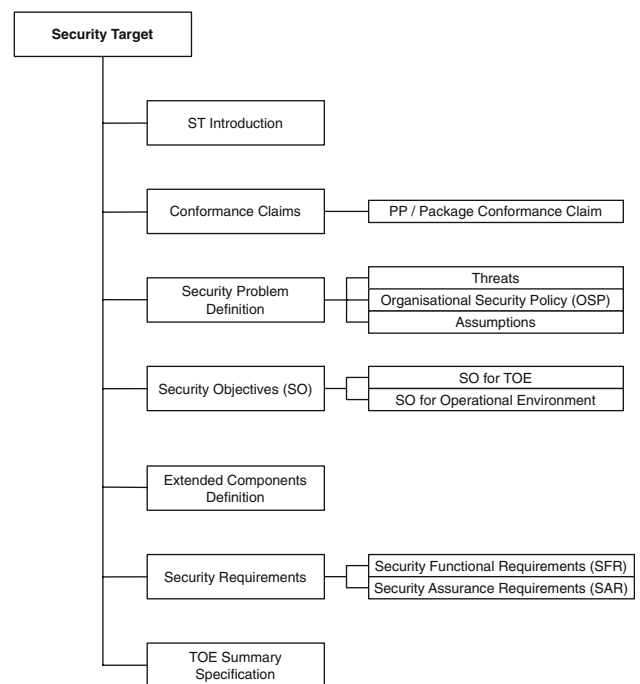 Security Target
ST Introduction
Conformance Claims
PP / Package Conformance Claim
Security Problem
Definition
Threats
Organisational Security Policy (OSP)
Assumptions
Security Objectives (SO)
SO for TOE
SO for Operational Environment
Extended Components
Definition
Security Requirements
Security Functional Requirements (SFR)
Security Assurance Requirements (SAR)
TOE Summary
Specification